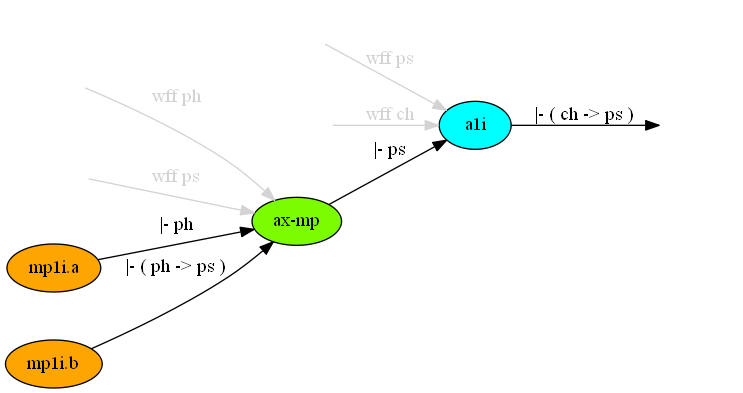 wff ps
wff ph
wff ch
a1i
|- ( ch -> ps )
|- ps
wff ps
ax-mp
|- ph
mp1i.a
|- ( ph -> ps )
mp1i.b